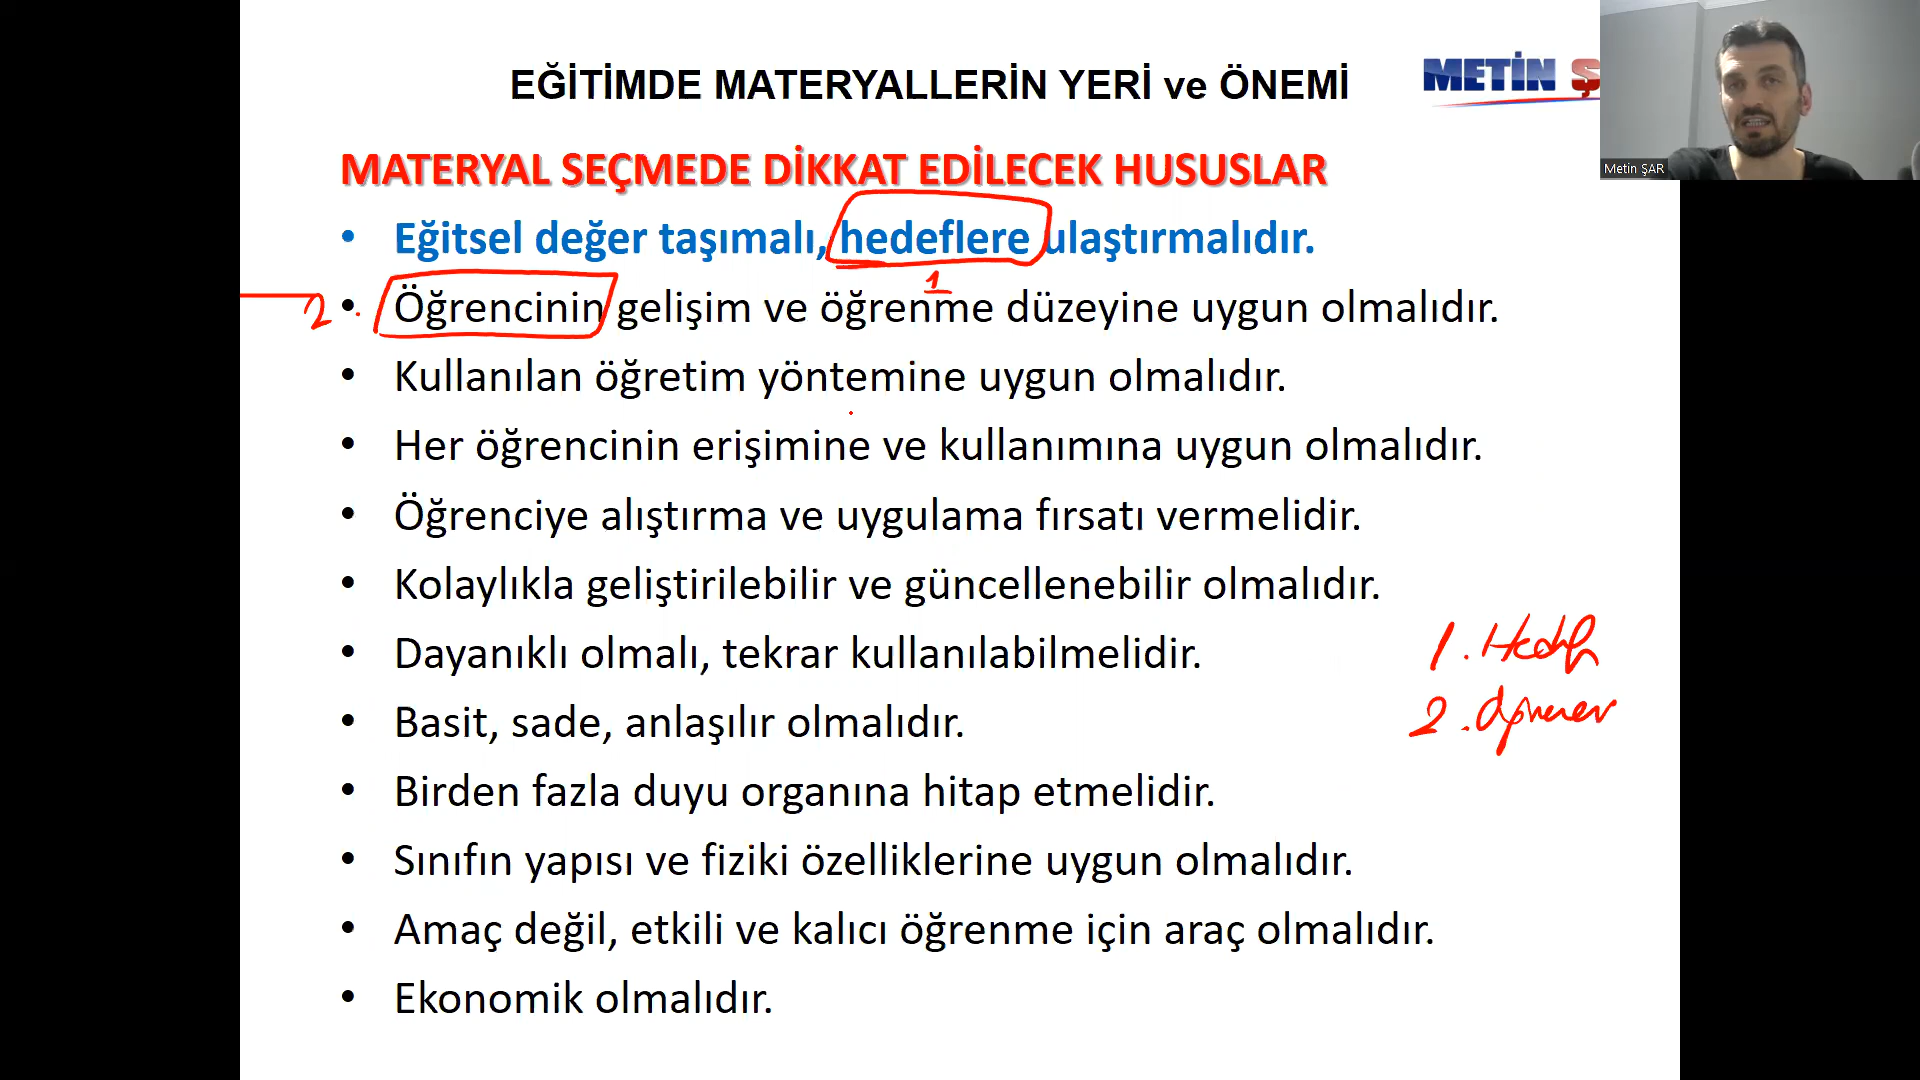 EĞİTİMDE MATERYALLERİN YERİ ve ÖNEMİ
METİN Ş
Metin ŞAR
MATERYAL SEÇMEDE DİKKAT EDİLECEK HUSUSLAR
• Eğitsel değer taşımalı, hedeflere ulaştırmalıdır.
1
2 • Öğrencinin gelişim ve öğrenme düzeyine uygun olmalıdır.
• Kullanılan öğretim yöntemine uygun olmalıdır.
• Her öğrencinin erişimine ve kullanımına uygun olmalıdır.
• Öğrenciye alıştırma ve uygulama fırsatı vermelidir.
• Kolaylıkla geliştirilebilir ve güncellenebilir olmalıdır.
• Dayanıklı olmalı, tekrar kullanılabilmelidir.
1. Hedef
• Basit, sade, anlaşılır olmalıdır.
2.
• Birden fazla duyu organına hitap etmelidir.
• Sınıfın yapısı ve fiziki özelliklerine uygun olmalıdır.
• Amaç değil, etkili ve kalıcı öğrenme için araç olmalıdır.
• Ekonomik olmalıdır.